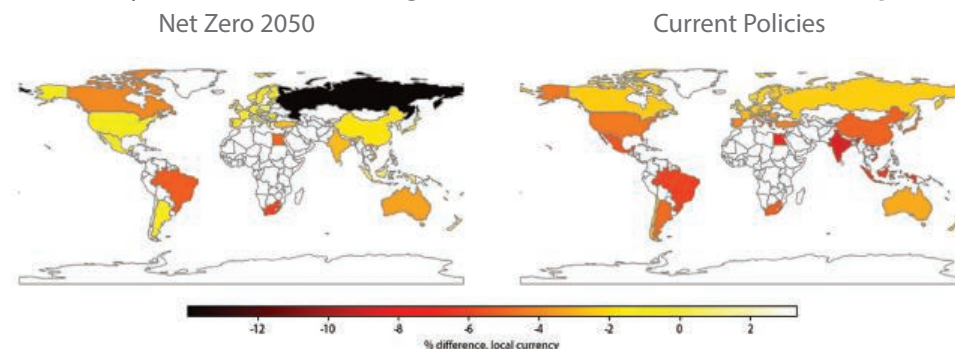 Net Zero 2050
Current Policies
-12 -10 -8 -6 -4 -2 0 2
% difference, local currency